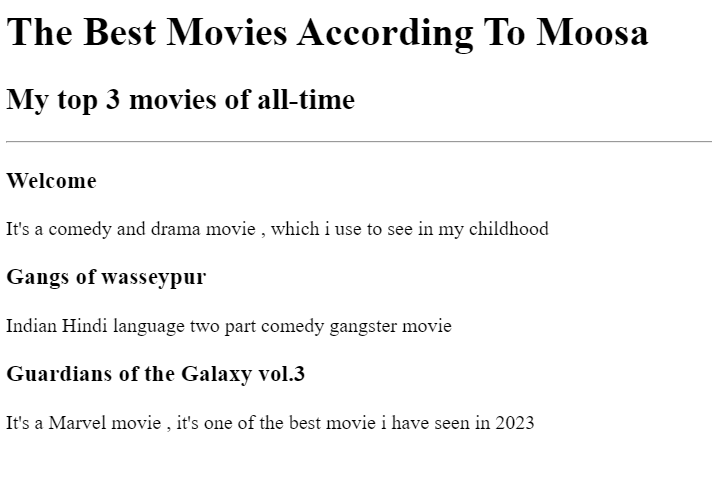 The Best Movies According To Moosa
My top 3 movies of all-time
Welcome
It's a comedy and drama movie , which i use to see in my childhood
Gangs of wasseypur
Indian Hindi language two part comedy gangster movie
Guardians of the Galaxy vol.3
It's a Marvel movie , it's one of the best movie i have seen in 2023